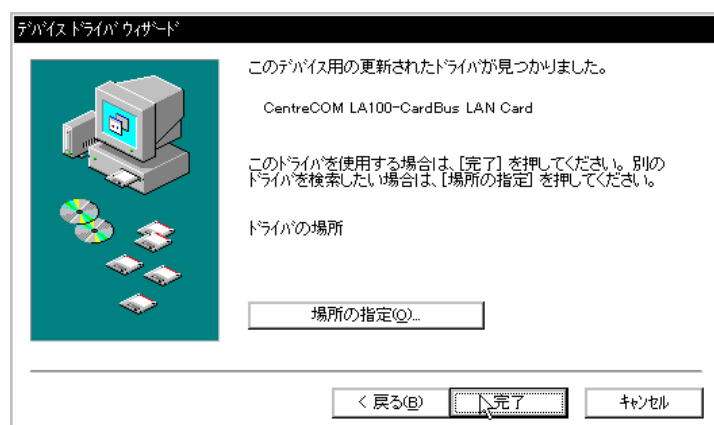 ﾃﾞﾊﾞｲｽ ﾄﾞﾗｲﾊﾞ ｳｨｻﾞｰﾄﾞ
このﾃﾞﾊﾞｲｽ用の更新されたﾄﾞﾗｲﾊﾞが見つかりました。
CentreCOM LA100-CardBus LAN Card
このﾄﾞﾗｲﾊﾞを使用する場合は、[完了] を押してください。別の
ﾄﾞﾗｲﾊﾞを検索したい場合は、[場所の指定] を押してください。
ﾄﾞﾗｲﾊﾞの場所
場所の指定(O)...
< 戻る(B)
完了
ｷｬﾝｾﾙ